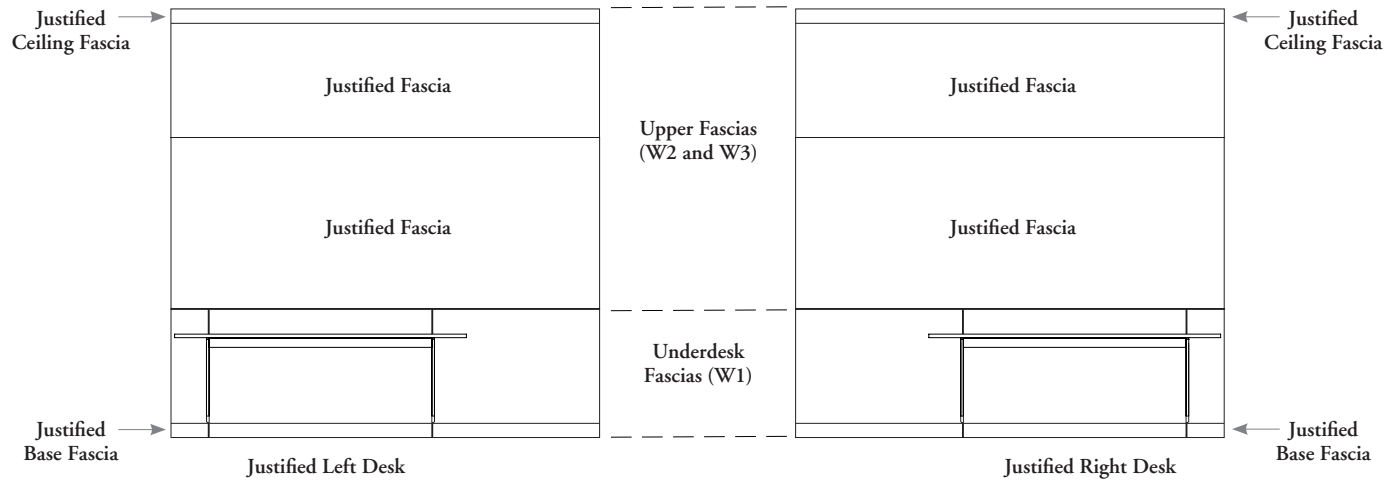 Justified
Ceiling Fascia
Justified Fascia
Justified Fascia
Justified
Base Fascia
Justified Left Desk
Upper Fascias
(W2 and W3)
Underdesk
Fascias (W1)
Justified
Ceiling Fascia
Justified Fascia
Justified Fascia
Justified
Base Fascia
Justified Right Desk